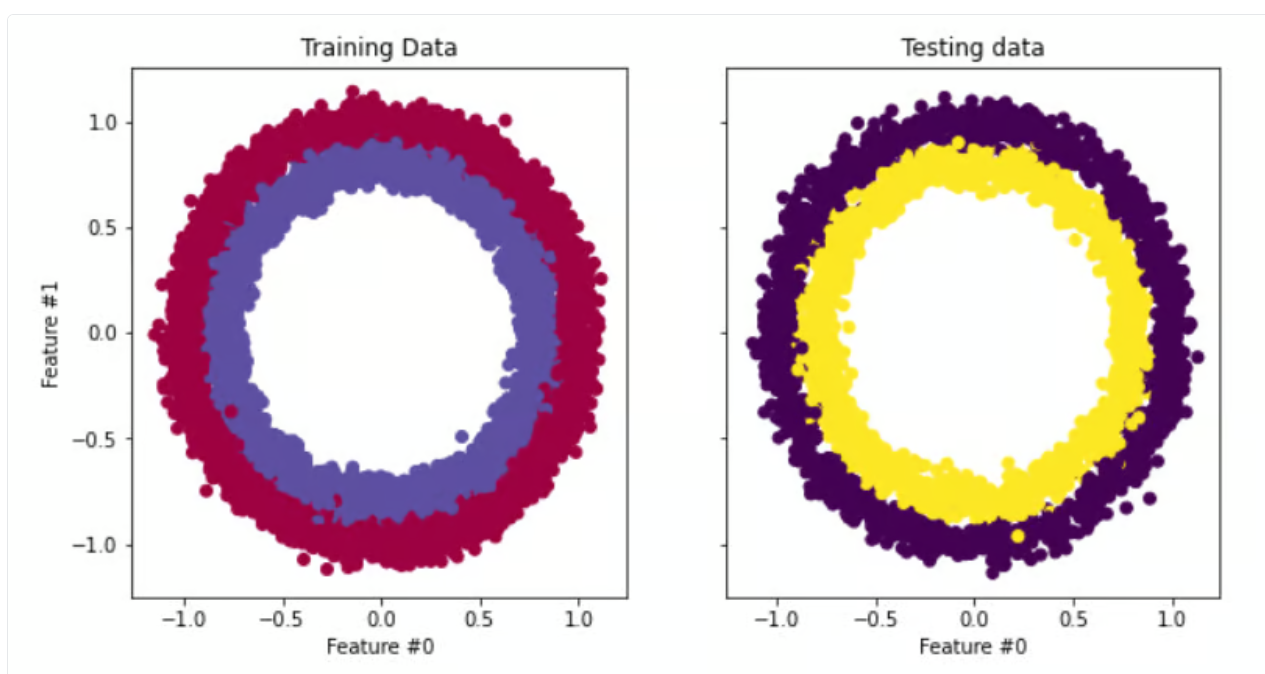 Training Data
Testing data
1.0
0.5
0.0
−0.5
−1.0
Feature #1
−1.0 −0.5 0.0 0.5 1.0
−1.0 −0.5 0.0 0.5 1.0
Feature #0
Feature #0